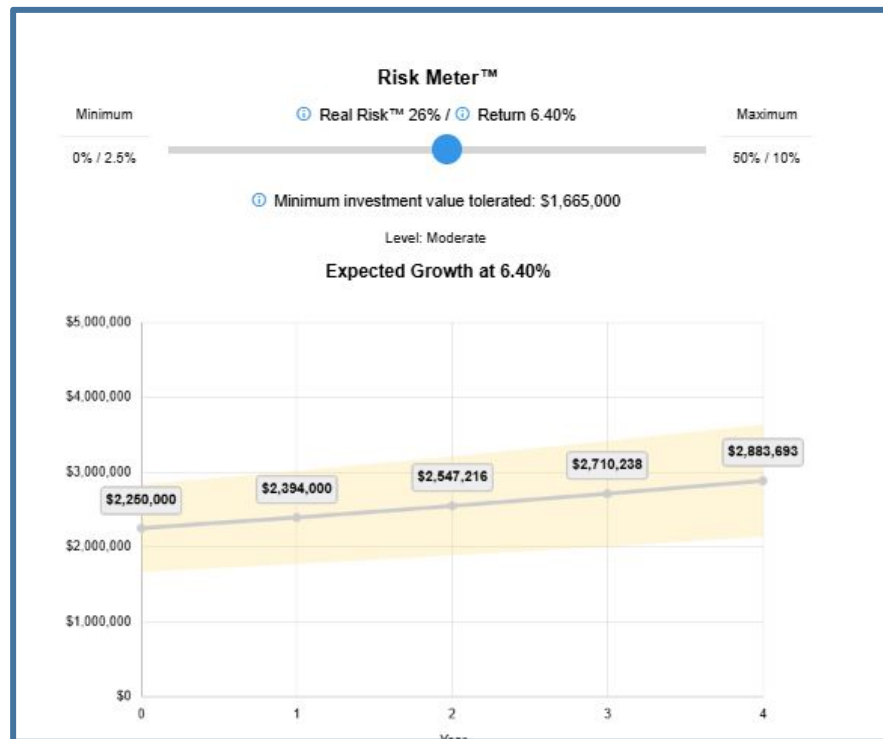 Risk Meter™
Minimum
ⓘ Real Risk™ 26% / ⓘ Return 6.40%
Maximum
0% / 2.5%
50% / 10%
ⓘ Minimum investment value tolerated: $1,665,000
Level: Moderate
Expected Growth at 6.40%
$5,000,000
$4,000,000
$3,000,000
$2,000,000
$1,000,000
$0
$2,250,000
$2,394,000
$2,547,216
$2,710,238
$2,883,693
0 1 2 3 4